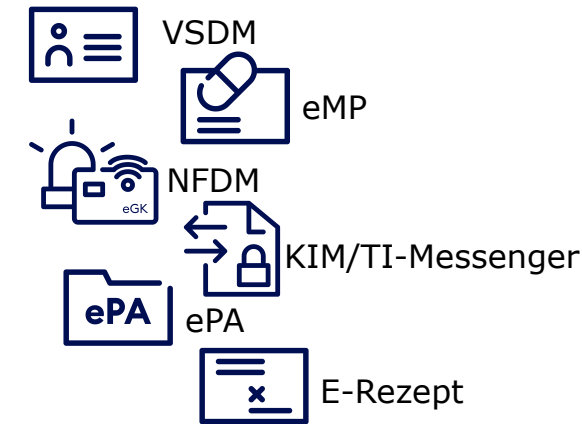 VSDM
eMP
NFDM
eGK
KIM/TI-Messenger
ePA
ePA
E-Rezept